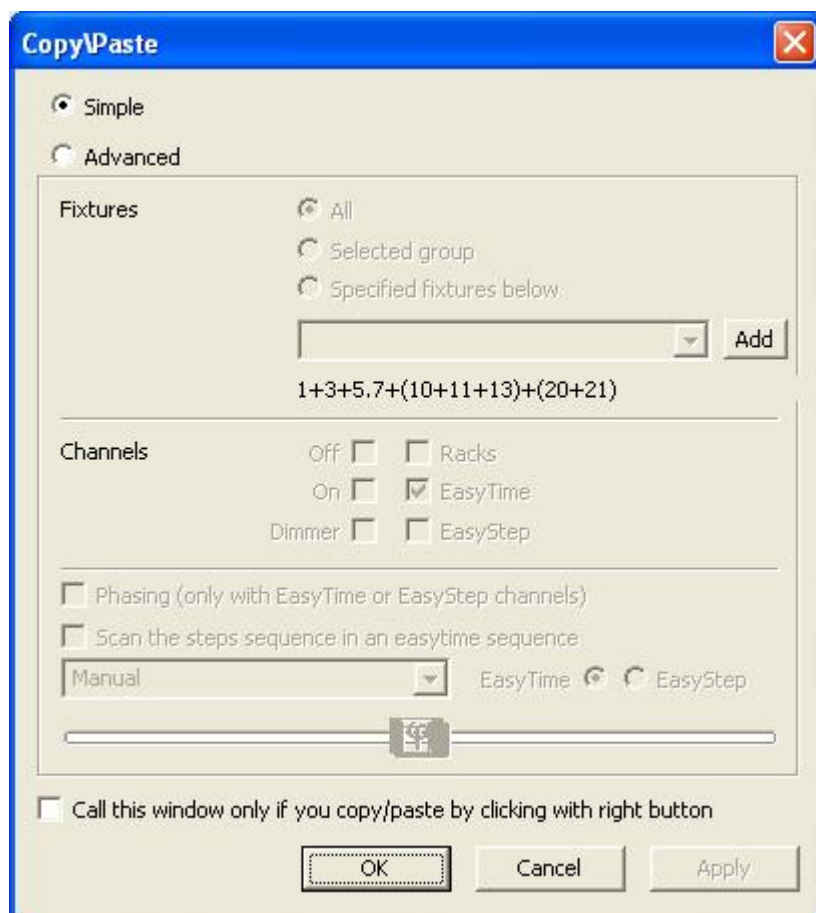 Copy\Paste
Simple
Advanced
Fixtures
All
Selected group
Specified fixtures below
Add
1+3+5.7+(10+11+13)+(20+21)
Channels
Off Racks
On EasyTime
Dimmer EasyStep
Phasing (only with EasyTime or EasyStep channels)
Scan the steps sequence in an easytime sequence
Manual EasyTime EasyStep
Call this window only if you copy/paste by clicking with right button
OK Cancel Apply